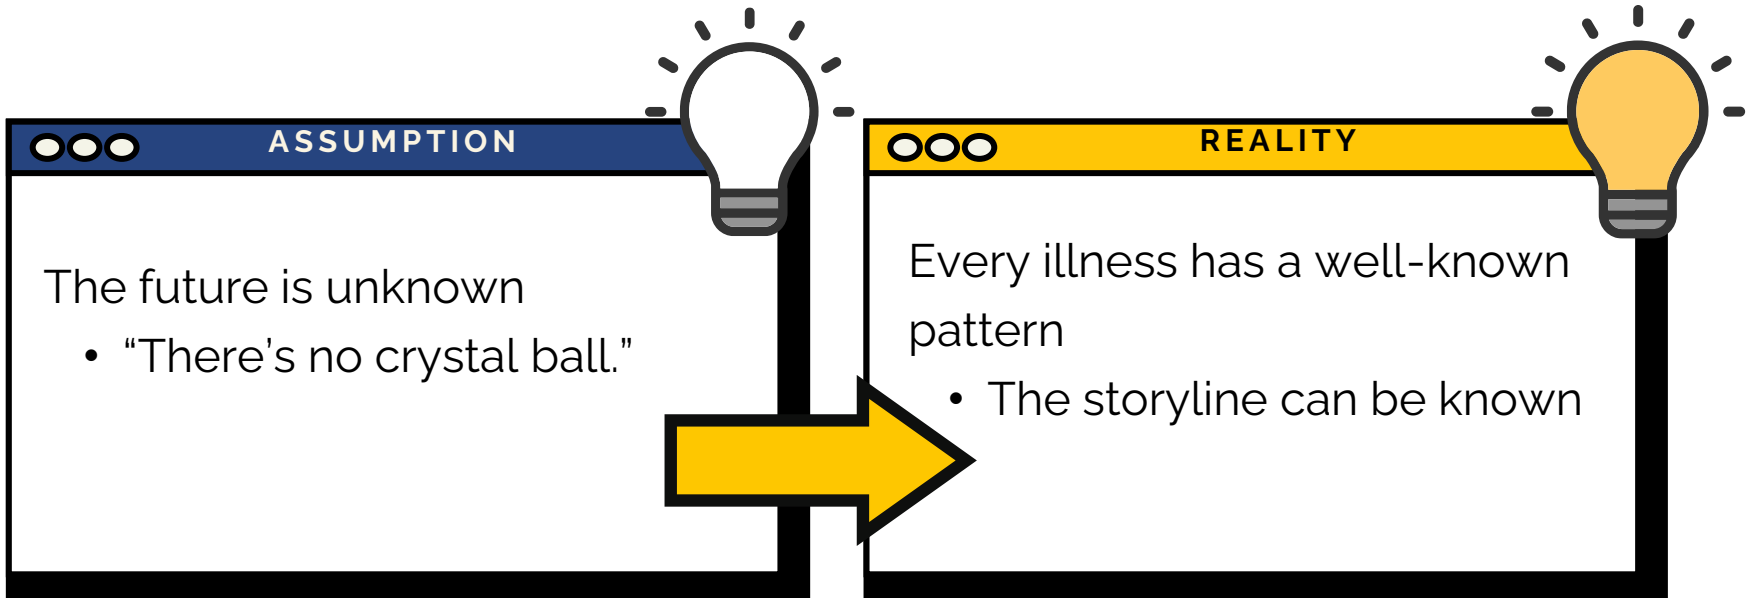 ASSUMPTION
The future is unknown
• “There’s no crystal ball.”
REALITY
Every illness has a well-known
pattern
• The storyline can be known